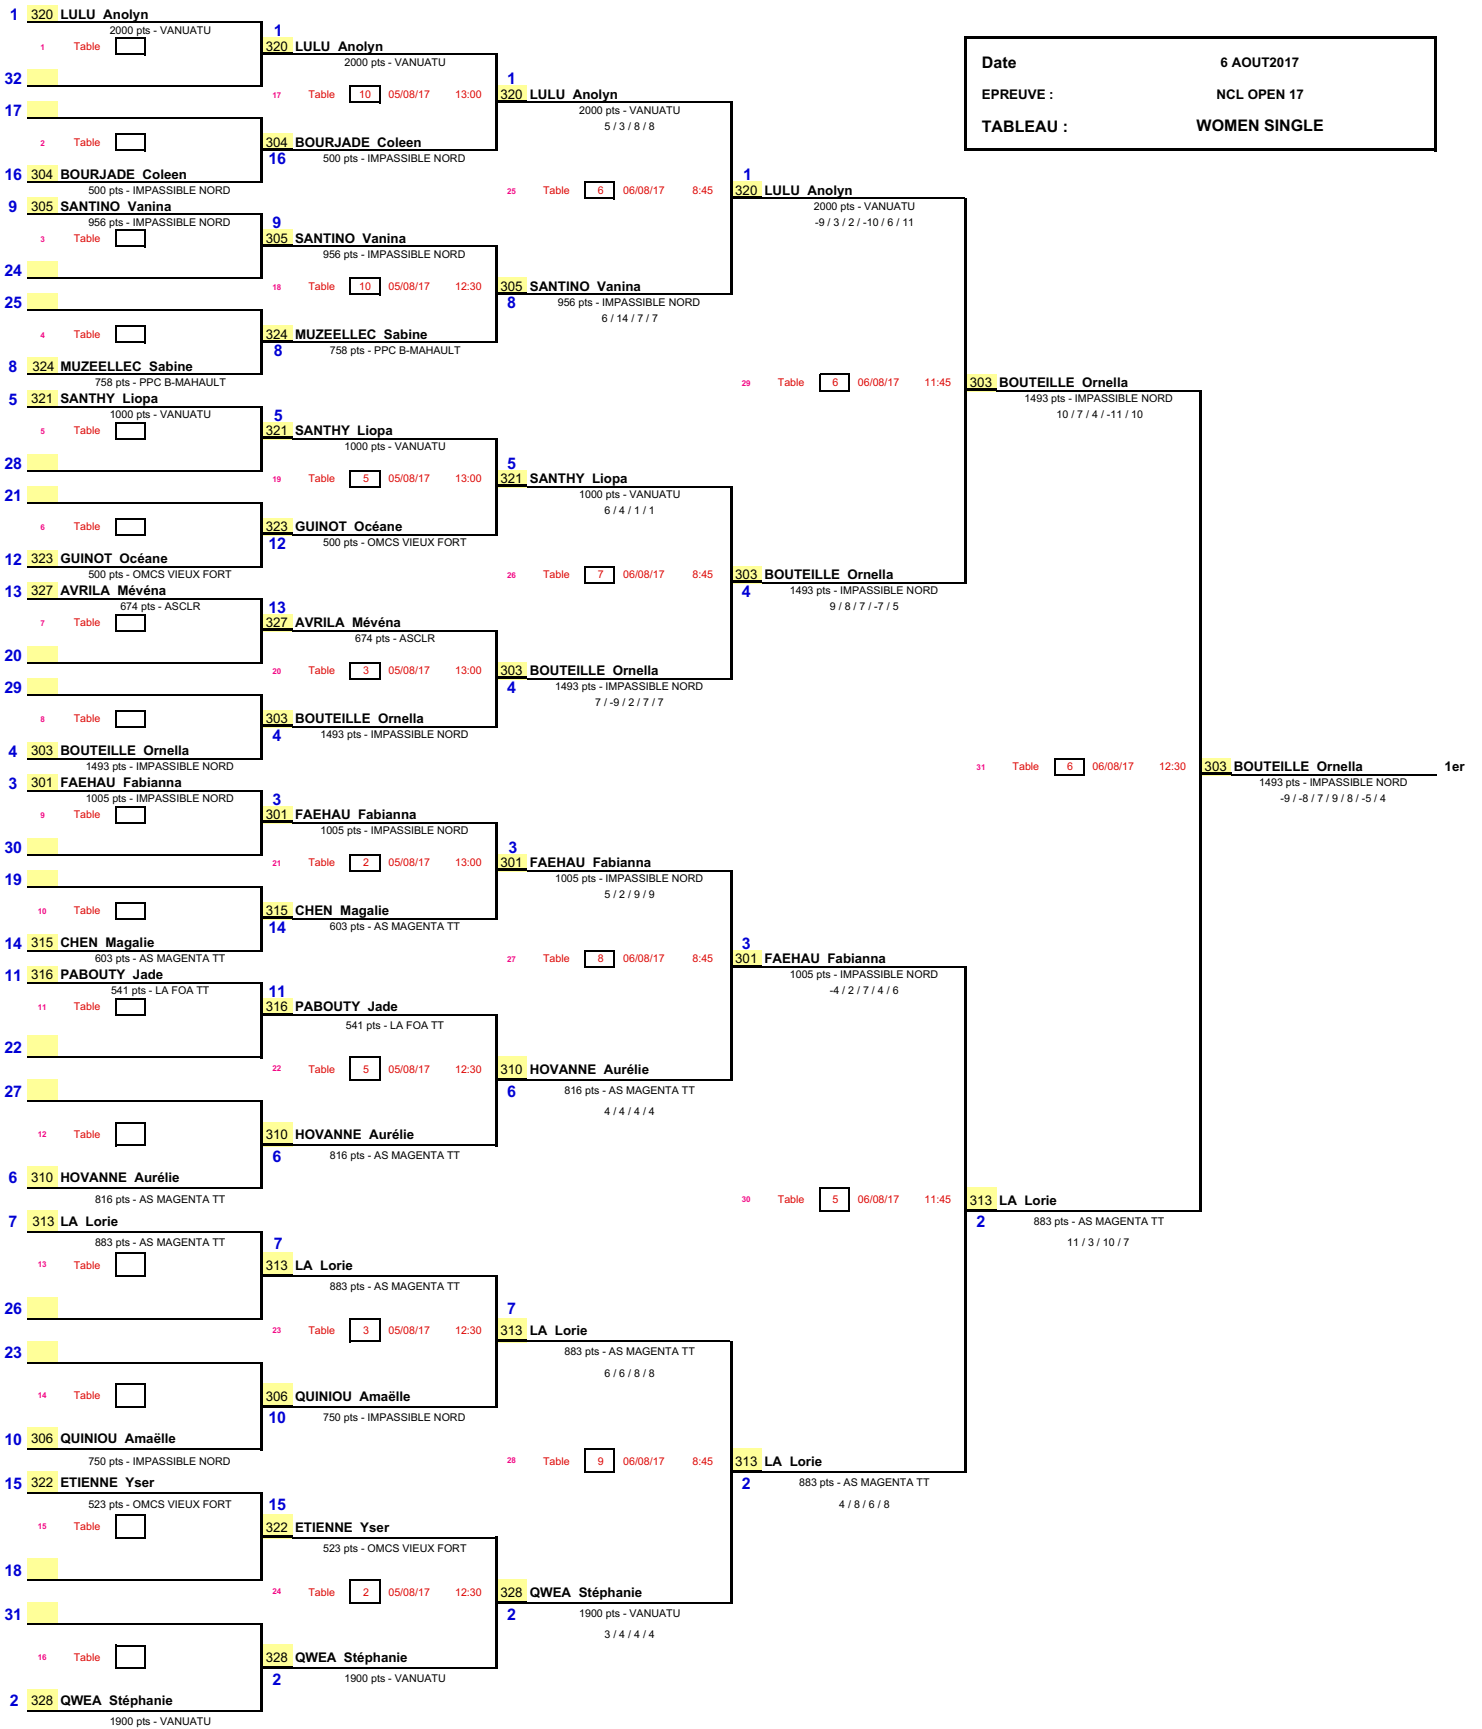 Date 6 AOUT2017
EPREUVE : NCL OPEN 17
TABLEAU : WOMEN SINGLE
1 320 LULU Anolyn
2000 pts - VANUATU
1 Table
32
17
2 Table
16 304 BOURJADE Coleen
500 pts - IMPASSIBLE NORD
9 305 SANTINO Vanina
956 pts - IMPASSIBLE NORD
3 Table
24
25
4 Table
8 324 MUZEELLEC Sabine
758 pts - PPC B-MAHAULT
5 321 SANTHY Liopa
1000 pts - VANUATU
5 Table
28
21
6 Table
12 323 GUINOT Océane
500 pts - OMCS VIEUX FORT
13 327 AVRILA Mévéna
674 pts - ASCLR
7 Table
20
29
8 Table
4 303 BOUTEILLE Ornella
1493 pts - IMPASSIBLE NORD
3 301 FAEHAU Fabianna
1005 pts - IMPASSIBLE NORD
9 Table
30
19
10 Table
14 315 CHEN Magalie
603 pts - AS MAGENTA TT
11 316 PABOUTY Jade
541 pts - LA FOA TT
11 Table
22
27
12 Table
6 310 HOVANNE Aurélie
816 pts - AS MAGENTA TT
7 313 LA Lorie
883 pts - AS MAGENTA TT
13 Table
26
23
14 Table
10 306 QUINIOU Amaëlle
750 pts - IMPASSIBLE NORD
15 322 ETIENNE Yser
523 pts - OMCS VIEUX FORT
15 Table
18
31
16 Table
2 328 QWEA Stéphanie
1900 pts - VANUATU
1
320 LULU Anolyn
2000 pts - VANUATU
17 Table 10 05/08/17 13:00
304 BOURJADE Coleen
16 500 pts - IMPASSIBLE NORD
9
305 SANTINO Vanina
956 pts - IMPASSIBLE NORD
18 Table 10 05/08/17 12:30
324 MUZEELLEC Sabine
8 758 pts - PPC B-MAHAULT
5
321 SANTHY Liopa
1000 pts - VANUATU
19 Table 5 05/08/17 13:00
323 GUINOT Océane
12 500 pts - OMCS VIEUX FORT
13
327 AVRILA Mévéna
674 pts - ASCLR
20 Table 3 05/08/17 13:00
303 BOUTEILLE Ornella
4 1493 pts - IMPASSIBLE NORD
3
301 FAEHAU Fabianna
1005 pts - IMPASSIBLE NORD
21 Table 2 05/08/17 13:00
315 CHEN Magalie
14 603 pts - AS MAGENTA TT
11
316 PABOUTY Jade
541 pts - LA FOA TT
22 Table 5 05/08/17 12:30
310 HOVANNE Aurélie
6 816 pts - AS MAGENTA TT
7
313 LA Lorie
883 pts - AS MAGENTA TT
23 Table 3 05/08/17 12:30
306 QUINIOU Amaëlle
10 750 pts - IMPASSIBLE NORD
15
322 ETIENNE Yser
523 pts - OMCS VIEUX FORT
24 Table 2 05/08/17 12:30
328 QWEA Stéphanie
2 1900 pts - VANUATU
1
320 LULU Anolyn
2000 pts - VANUATU
5 / 3 / 8 / 8
25 Table 6 06/08/17 8:45
305 SANTINO Vanina
8 956 pts - IMPASSIBLE NORD
6 / 14 / 7 / 7
5
321 SANTHY Liopa
1000 pts - VANUATU
6 / 4 / 1 / 1
26 Table 7 06/08/17 8:45
303 BOUTEILLE Ornella
4 1493 pts - IMPASSIBLE NORD
7 / -9 / 2 / 7 / 7
3
301 FAEHAU Fabianna
1005 pts - IMPASSIBLE NORD
5 / 2 / 9 / 9
27 Table 8 06/08/17 8:45
310 HOVANNE Aurélie
6 816 pts - AS MAGENTA TT
4 / 4 / 4 / 4
7
313 LA Lorie
883 pts - AS MAGENTA TT
6 / 6 / 8 / 8
28 Table 9 06/08/17 8:45
328 QWEA Stéphanie
2 1900 pts - VANUATU
3 / 4 / 4 / 4
1
320 LULU Anolyn
2000 pts - VANUATU
-9 / 3 / 2 / -10 / 6 / 11
29 Table 6 06/08/17 11:45
303 BOUTEILLE Ornella
4 1493 pts - IMPASSIBLE NORD
9 / 8 / 7 / -7 / 5
3
301 FAEHAU Fabianna
1005 pts - IMPASSIBLE NORD
-4 / 2 / 7 / 4 / 6
30 Table 5 06/08/17 11:45
313 LA Lorie
2 883 pts - AS MAGENTA TT
4 / 8 / 6 / 8
303 BOUTEILLE Ornella
1493 pts - IMPASSIBLE NORD
10 / 7 / 4 / -11 / 10
31 Table 6 06/08/17 12:30
313 LA Lorie
2 883 pts - AS MAGENTA TT
11 / 3 / 10 / 7
303 BOUTEILLE Ornella 1er
1493 pts - IMPASSIBLE NORD
-9 / -8 / 7 / 9 / 8 / -5 / 4